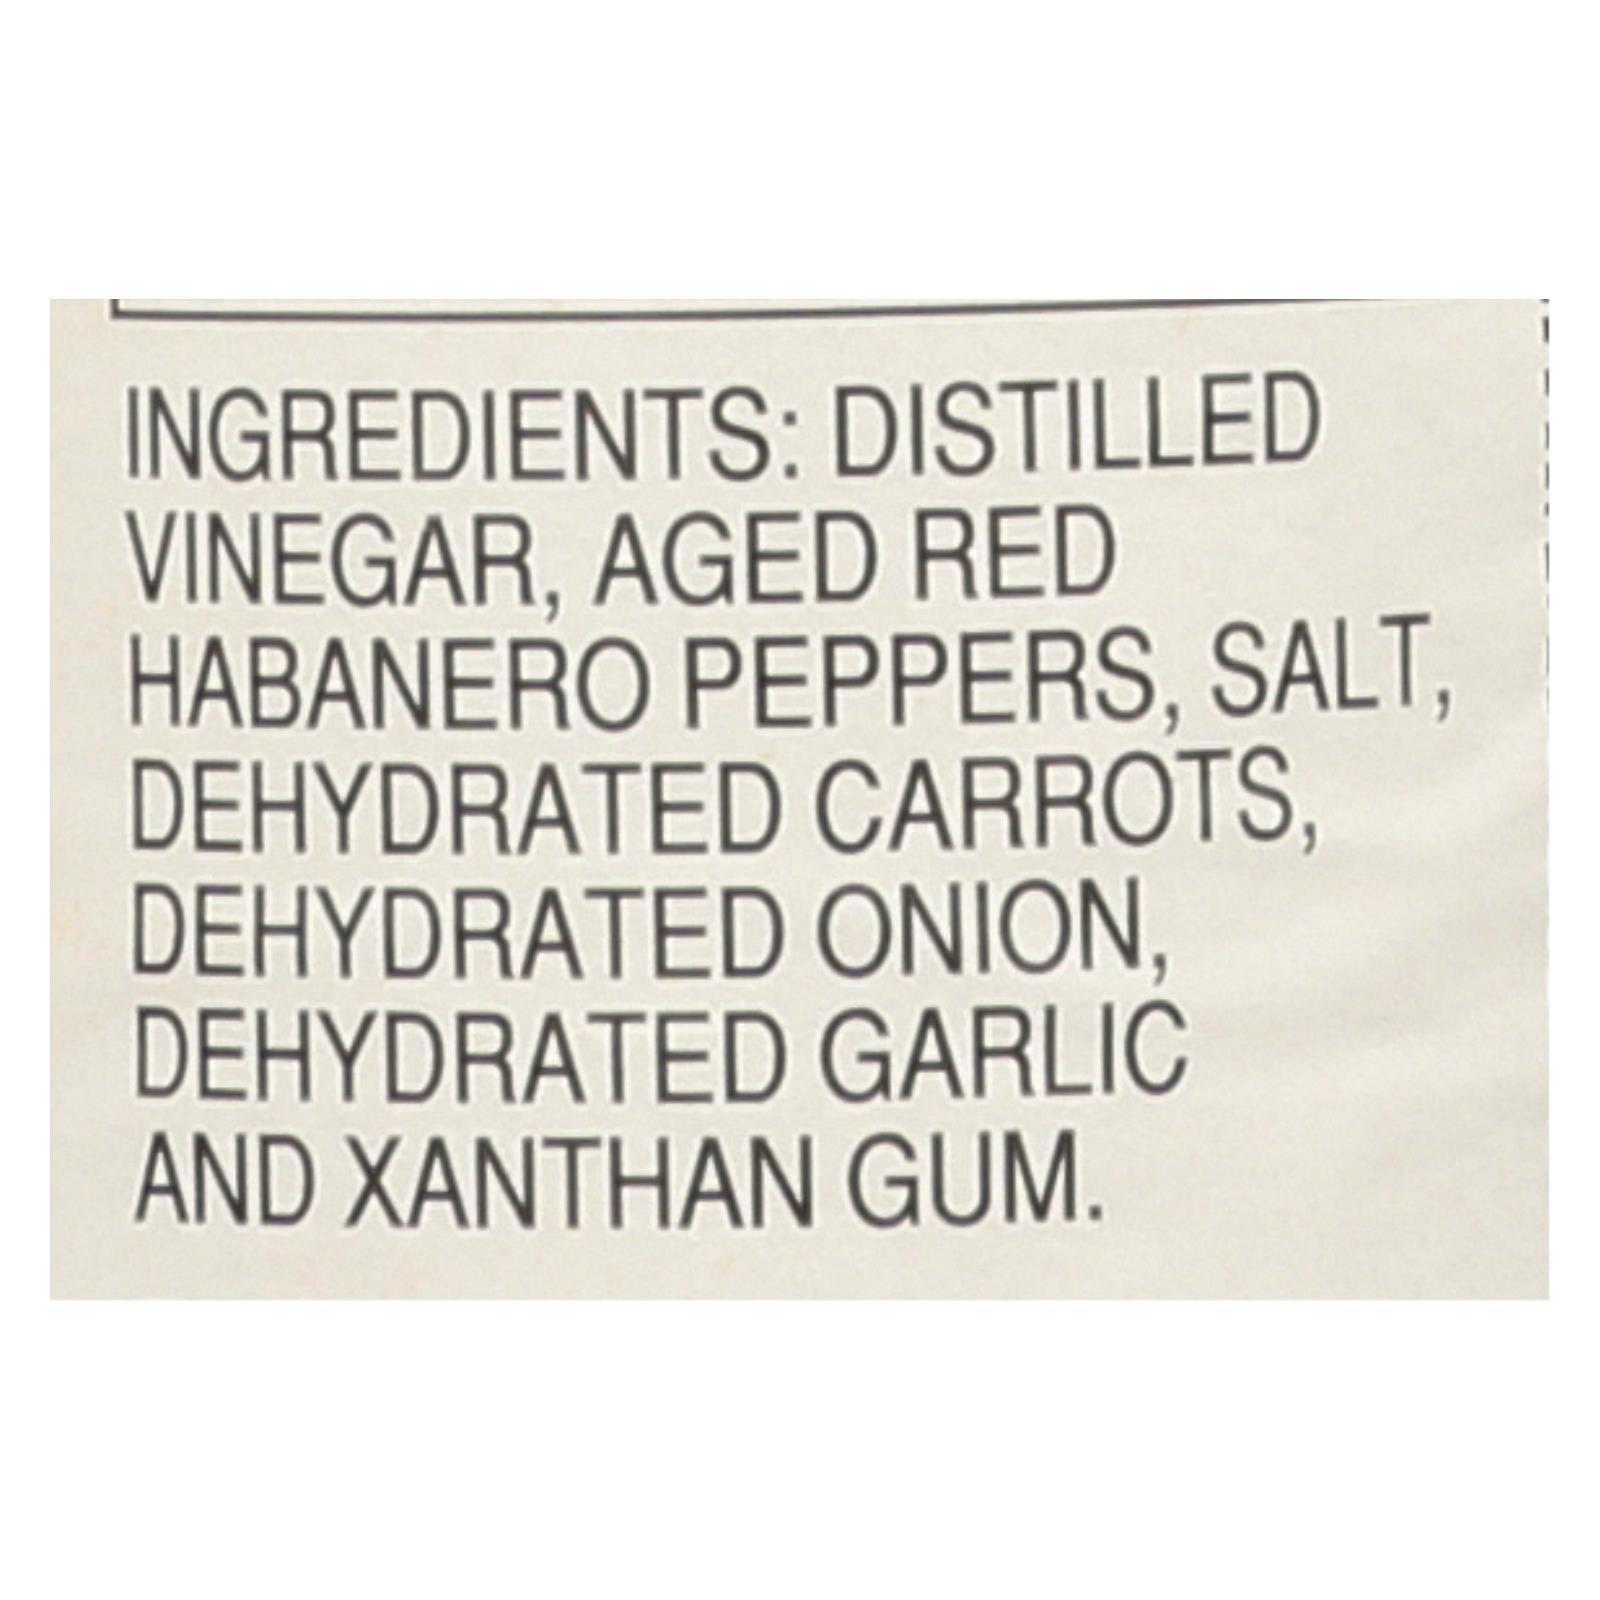 INGREDIENTS: DISTILLED
VINEGAR, AGED RED
HABANERO PEPPERS, SALT,
DEHYDRATED CARROTS,
DEHYDRATED ONION,
DEHYDRATED GARLIC
AND XANTHAN GUM.